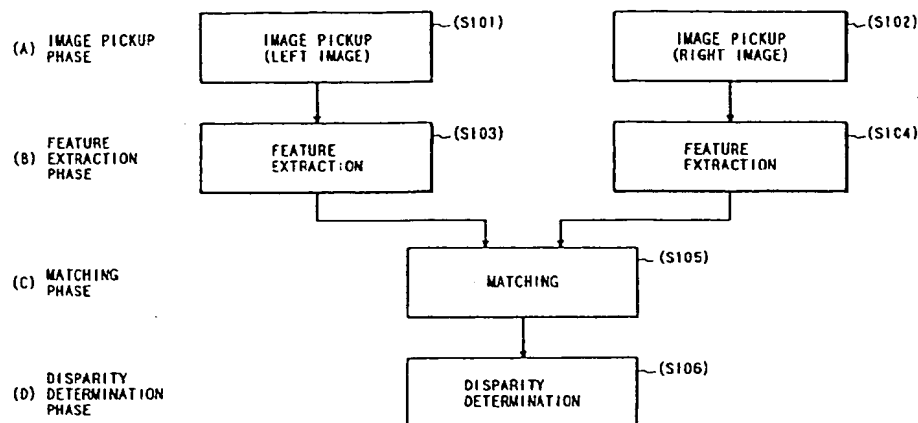 (A) IMAGE PICKUP
PHASE
IMAGE PICKUP
(LEFT IMAGE)
(S101)
IMAGE PICKUP
(RIGHT IMAGE)
(S102)
(B) FEATURE
EXTRACTION
PHASE
FEATURE
EXTRACTION
(S103)
FEATURE
EXTRACTION
(S104)
(C) MATCHING
PHASE
MATCHING
(S105)
(D) DISPARITY
DETERMINATION
PHASE
DISPARITY
DETERMINATION
(S106)